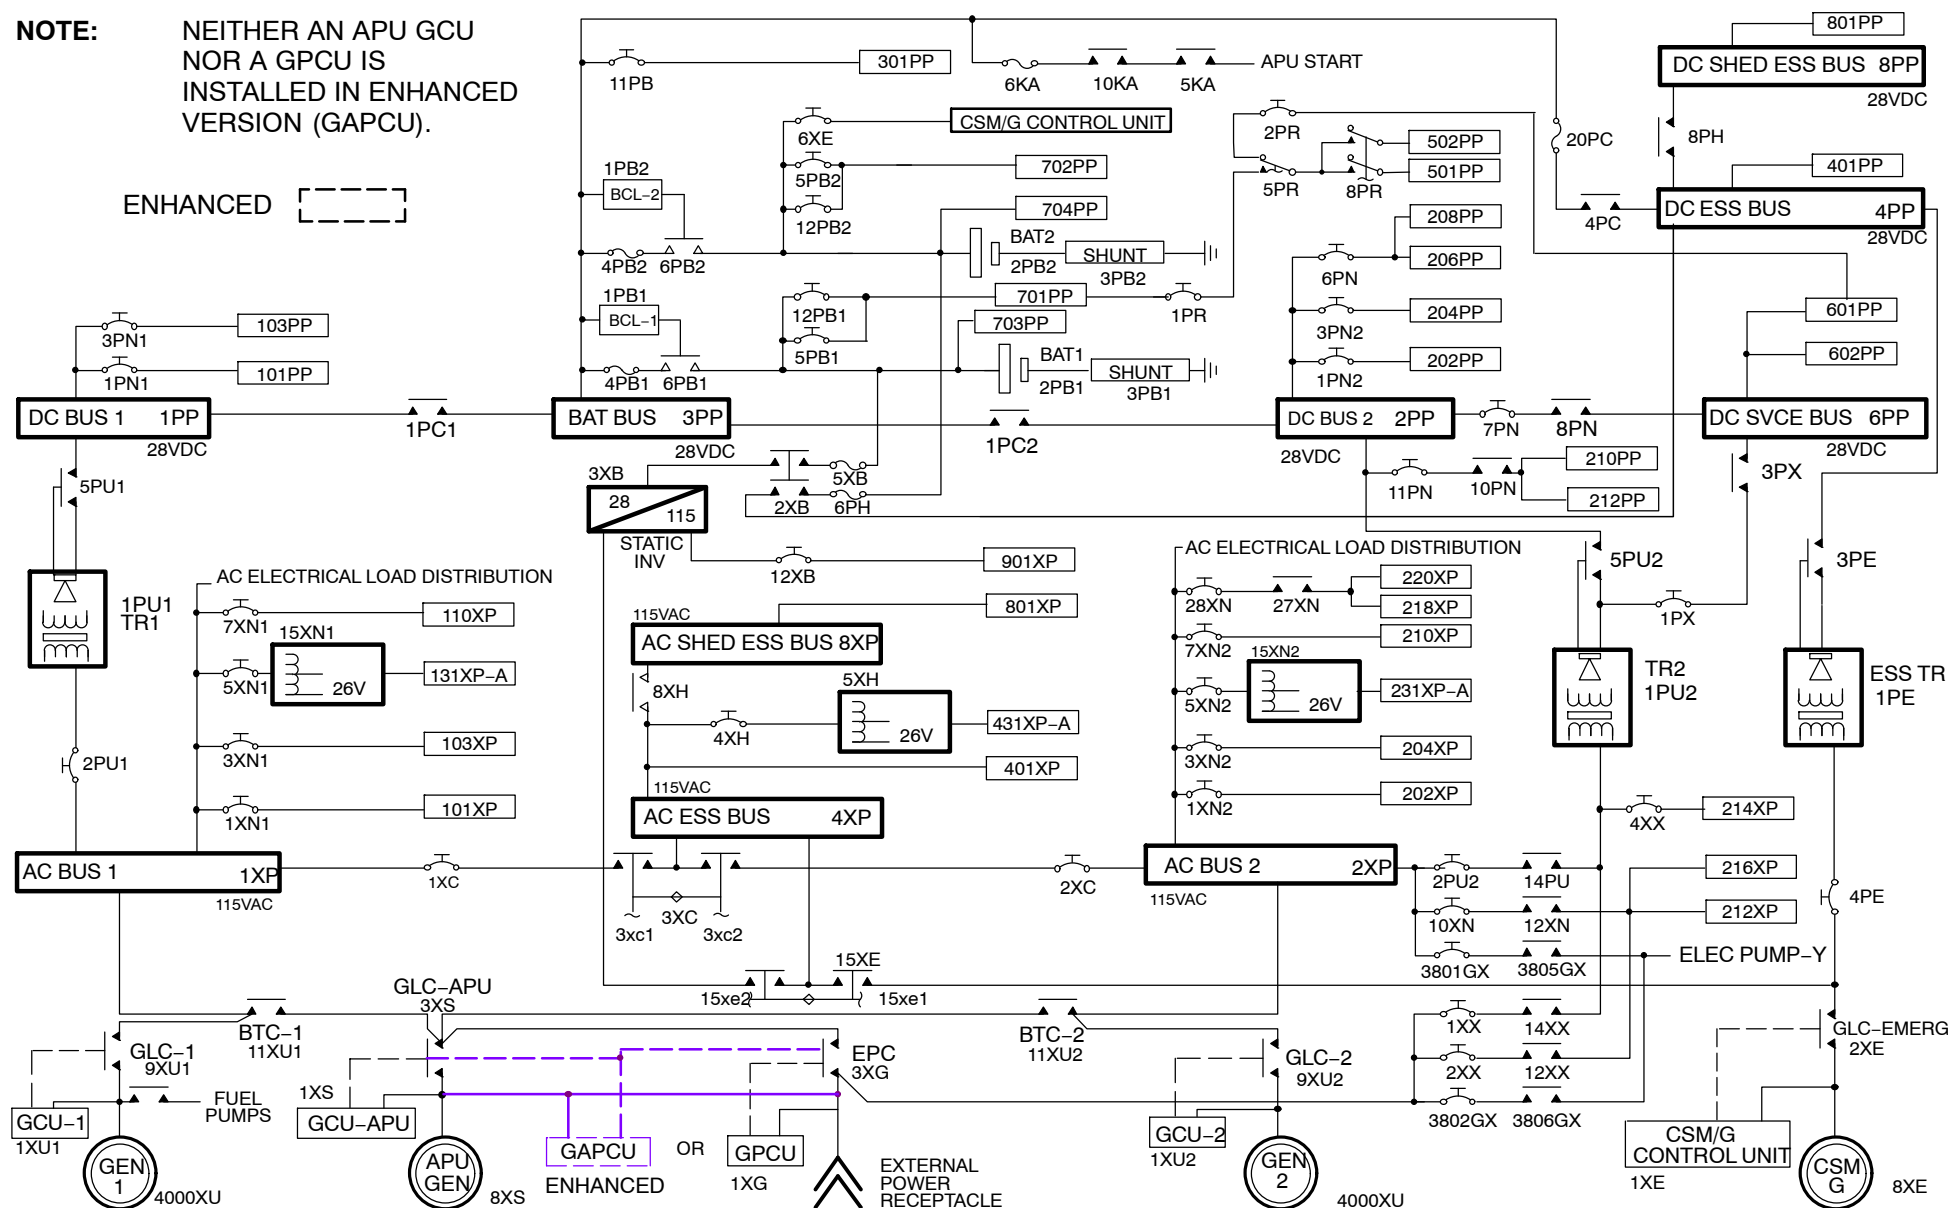 NOTE:
NEITHER AN APU GCU
NOR A GPCU IS
INSTALLED IN ENHANCED
VERSION (GAPCU).
ENHANCED
801PP
DC SHED ESS BUS 8PP
28VDC
301PP
11PB
6KA
10KA
5KA
APU START
6XE
CSM/G CONTROL UNIT
2PR
20PC
8PH
502PP
501PP
5PR
8PR
401PP
1PB2
BCL-2
5PB2
702PP
12PB2
704PP
208PP
4PC
DC ESS BUS
4PP
28VDC
4PB2
6PB2
BAT2
2PB2
SHUNT
3PB2
6PN
206PP
1PB1
BCL-1
12PB1
701PP
1PR
703PP
5PB1
3PN2
204PP
601PP
602PP
3PN1
103PP
1PN1
101PP
4PB1
6PB1
BAT1
2PB1
SHUNT
3PB1
1PN2
202PP
DC BUS 1
1PP
28VDC
1PC1
BAT BUS
3PP
28VDC
1PC2
DC BUS 2
2PP
28VDC
7PN
8PN
DC SVCE BUS
6PP
28VDC
5PU1
3XB
28
115
STATIC
INV
5XB
2XB
6PH
11PN
10PN
210PP
212PP
3PX
12XB
901XP
AC ELECTRICAL LOAD DISTRIBUTION
5PU2
3PE
1PU1
TR1
AC ELECTRICAL LOAD DISTRIBUTION
7XN1
110XP
15XN1
5XN1
26V
131XP-A
3XN1
103XP
1XN1
101XP
2PU1
115VAC
801XP
AC SHED ESS BUS 8XP
8XH
5XH
4XH
26V
431XP-A
401XP
115VAC
AC ESS BUS
4XP
28XN
27XN
220XP
218XP
7XN2
210XP
15XN2
5XN2
26V
231XP-A
3XN2
204XP
1XN2
202XP
1PX
TR2
1PU2
ESS TR
1PE
4XX
214XP
AC BUS 1
1XP
115VAC
1XC
3XC
3xc1
3xc2
2XC
AC BUS 2
2XP
115VAC
2PU2
14PU
216XP
10XN
12XN
212XP
3801GX
3805GX
ELEC PUMP-Y
4PE
15XE
15xe2
15xe1
GLC-APU
3XS
BTC-1
11XU1
GLC-1
9XU1
FUEL
PUMPS
GCU-1
1XU1
GEN
1
4000XU
1XS
GCU-APU
APU
GEN
8XS
GAPCU
ENHANCED
OR
EPC
3XG
GPCU
1XG
EXTERNAL
POWER
RECEPTACLE
BTC-2
11XU2
GLC-2
9XU2
GCU-2
1XU2
GEN
2
4000XU
1XX
14XX
2XX
12XX
3802GX
3806GX
GLC-EMERG
2XE
CSM/G
CONTROL UNIT
1XE
CSM
G
8XE